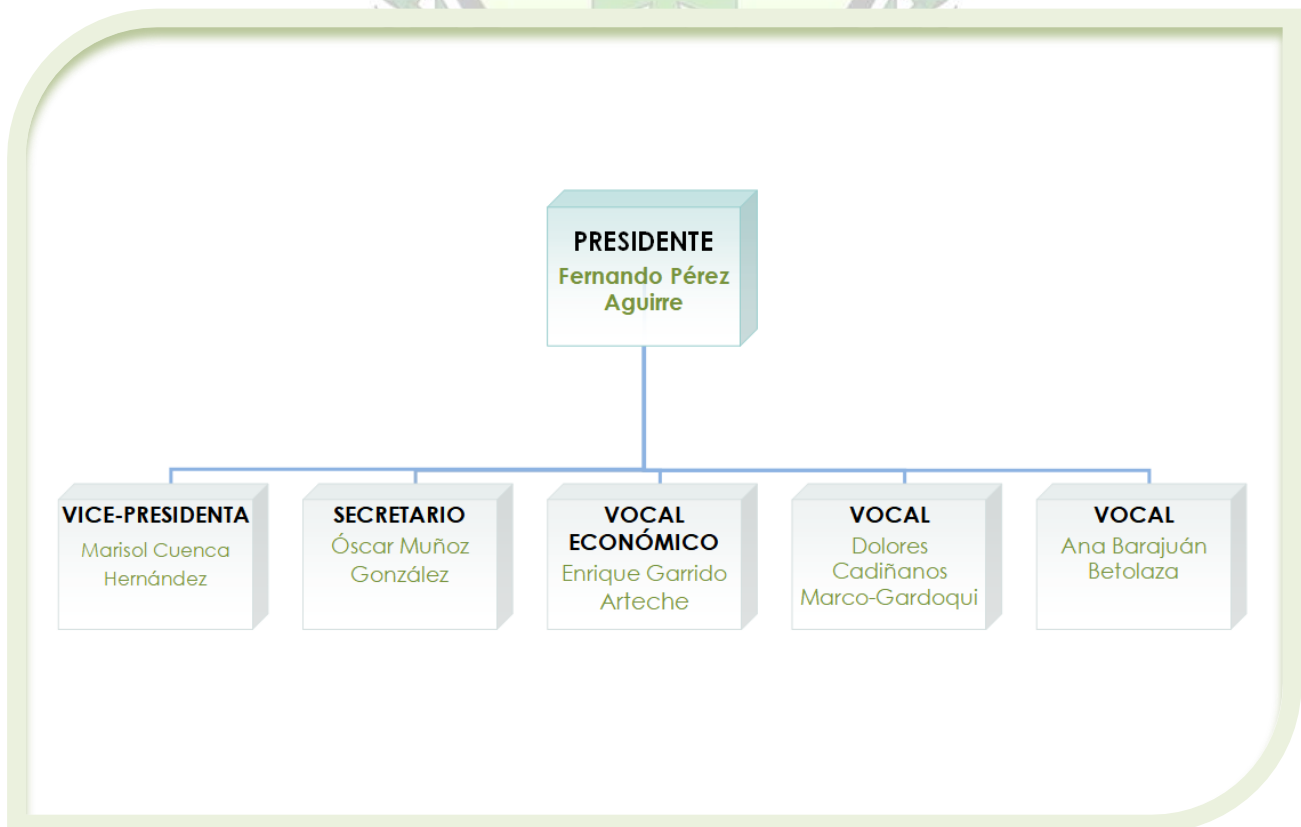 PRESIDENTE
Fernando Pérez
Aguirre
VICE-PRESIDENTA
Marisol Cuenca
Hernández
SECRETARIO
Óscar Muñoz
González
VOCAL
ECONÓMICO
Enrique Garrido
Arteche
VOCAL
Dolores
Cadiñanos
Marco-Gardoqui
VOCAL
Ana Barajuán
Betolaza